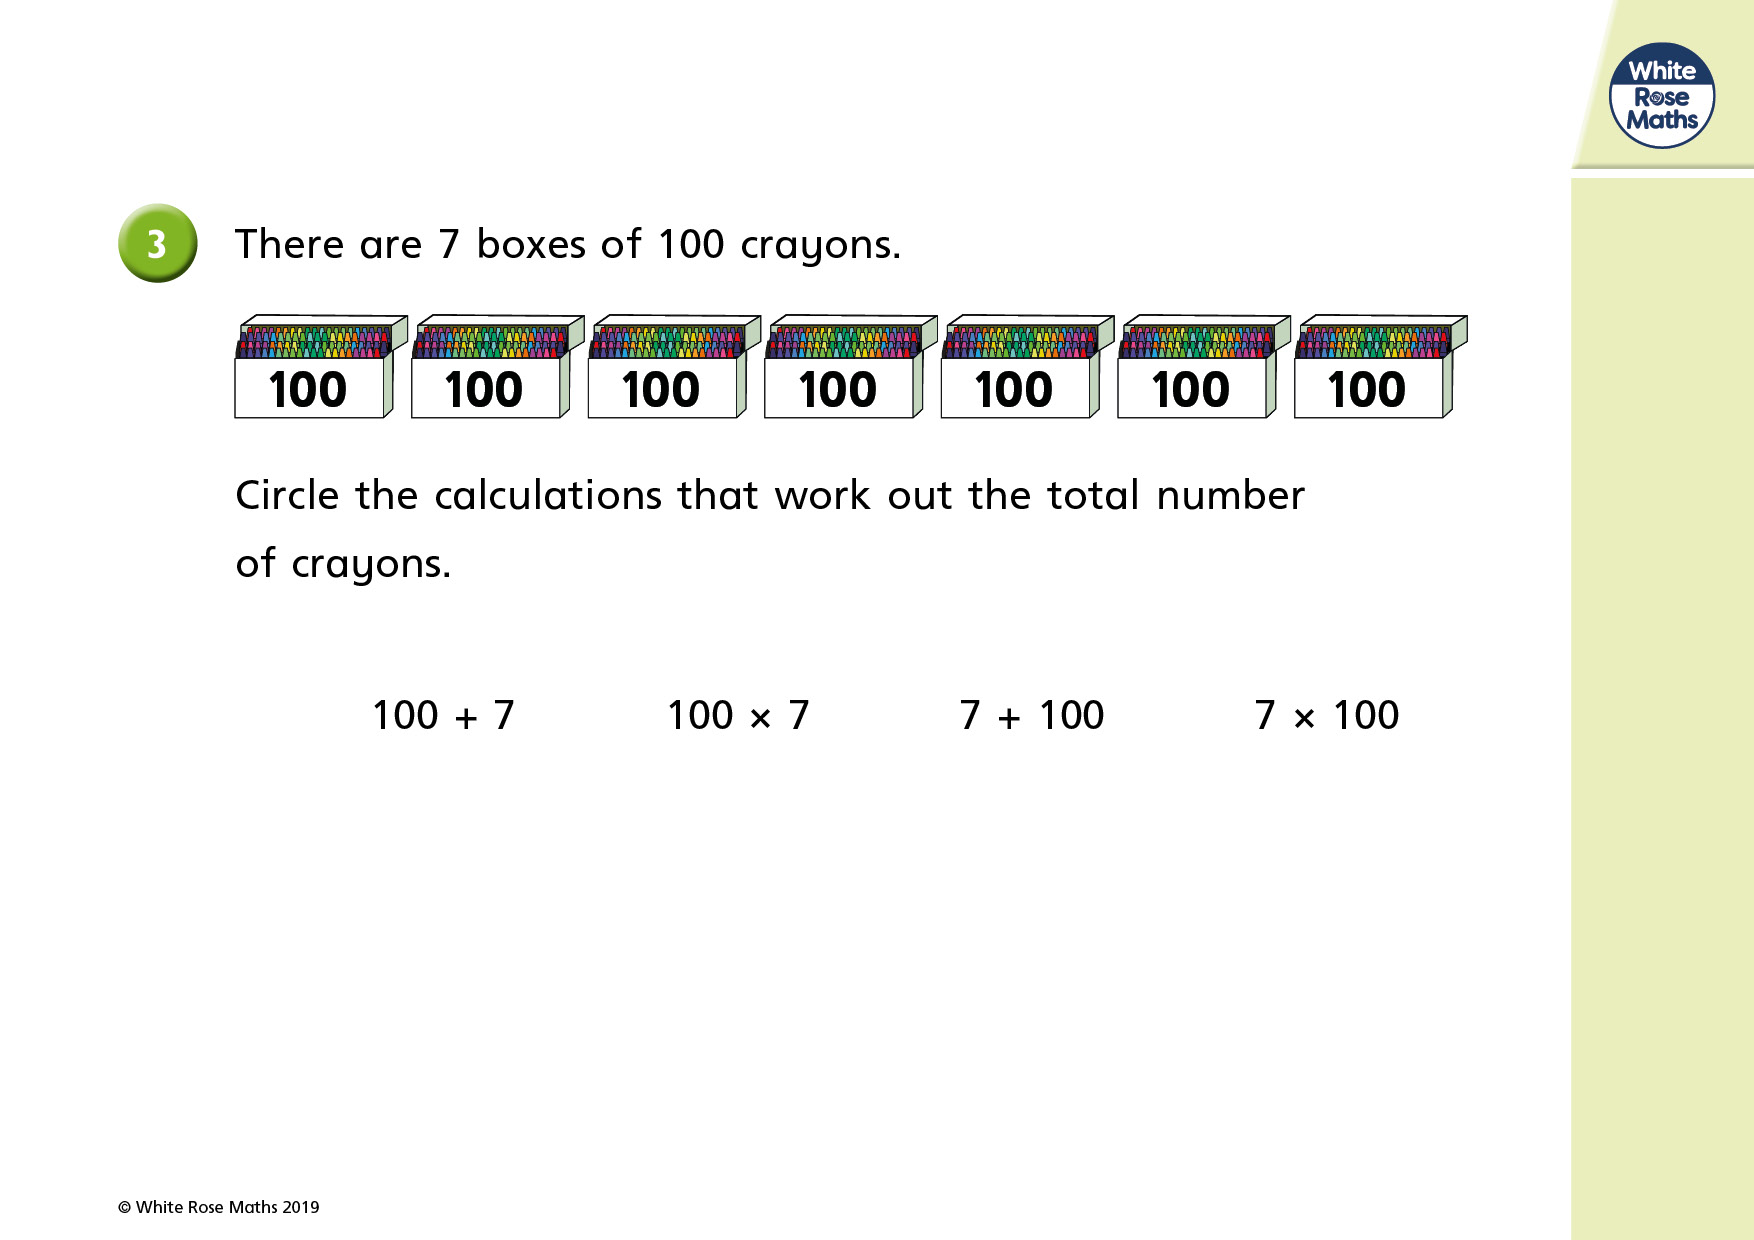 White
Rose
Maths
3 There are 7 boxes of 100 crayons.
100 100 100 100 100 100 100
Circle the calculations that work out the total number
of crayons.
100 + 7 100 × 7 7 + 100 7 × 100
© White Rose Maths 2019